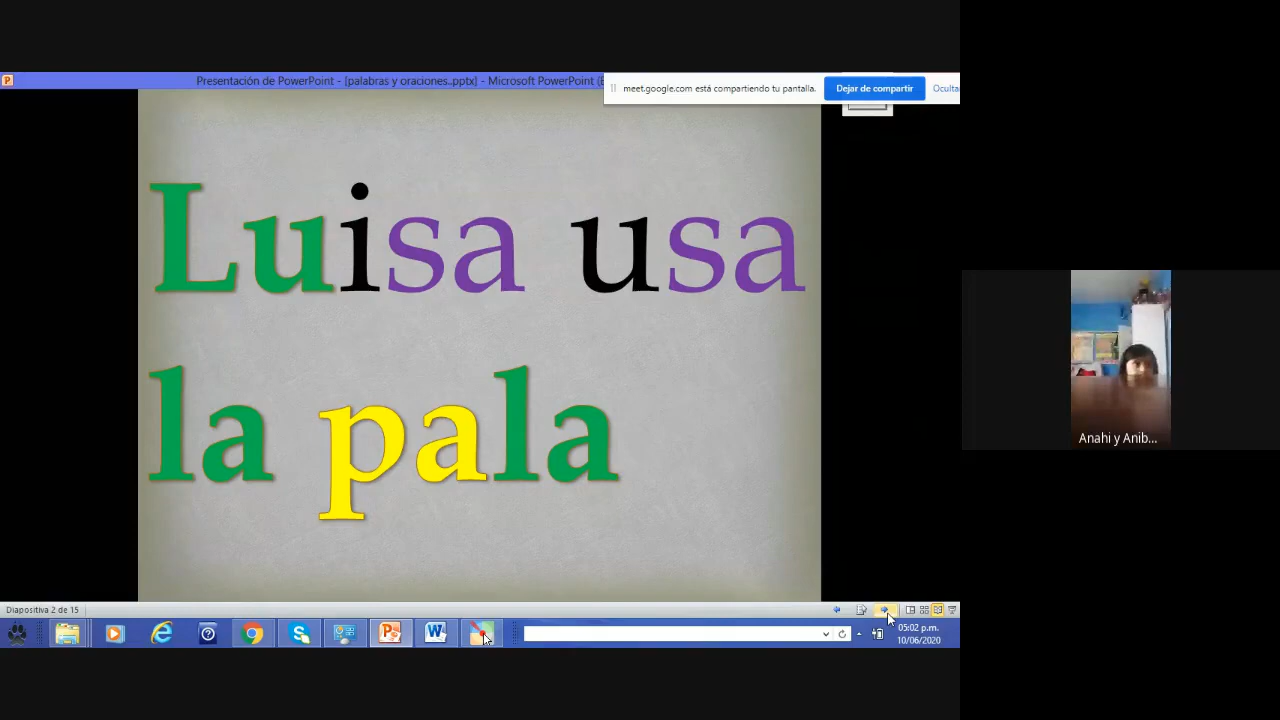 Presentación de PowerPoint - [palabras y oraciones..pptx] - Microsoft PowerPoint (
meet.google.com está compartiendo tu pantalla.
Dejar de compartir
Luisa usa
la pala
Anahi y Anib...
Diapositiva 2 de 15
05:02 p.m.
10/06/2020